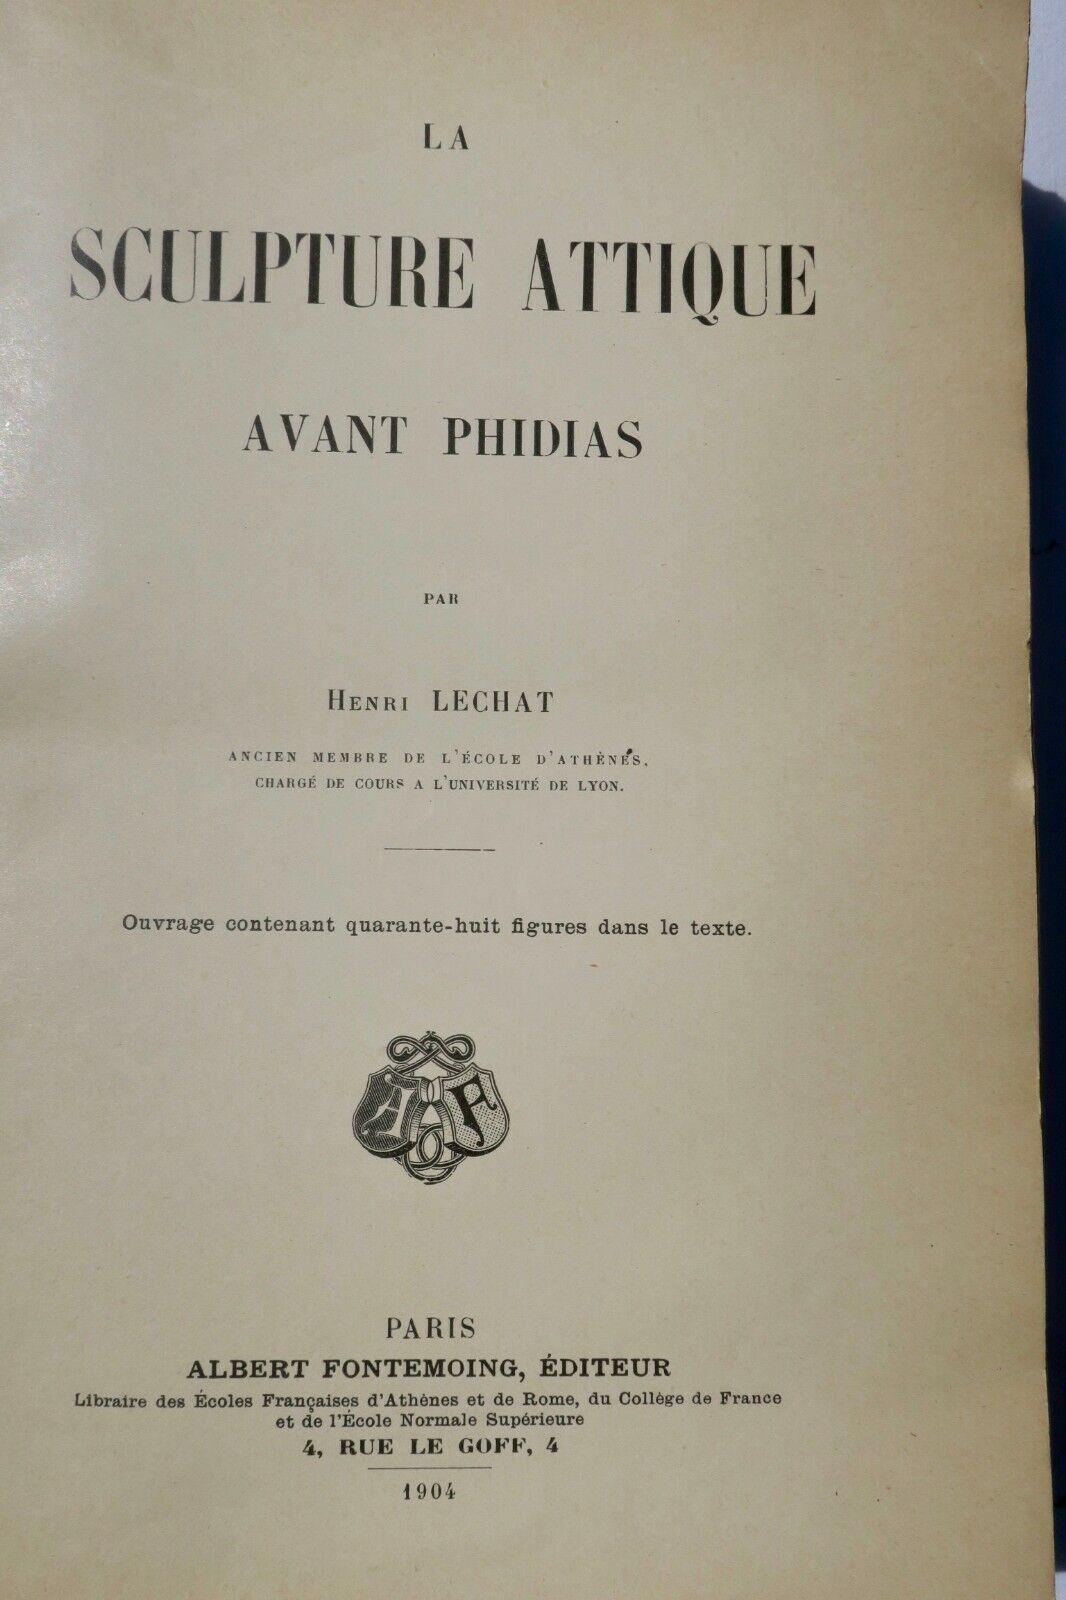 LA
SCULPTURE ATTIQUE
AVANT PHIDIAS
PAR
HENRI LECHAT
ANCIEN MEMBRE DE L'ÉCOLE D'ATHÈNES,
CHARGÉ DE COURS A L'UNIVERSITÉ DE LYON.
Ouvrage contenant quarante-huit figures dans le texte.
A F
PARIS
ALBERT FONTEMOING, ÉDITEUR
Libraire des Écoles Françaises d'Athènes et de Rome, du Collège de France
et de l'École Normale Supérieure
4, RUE LE GOFF, 4
1904